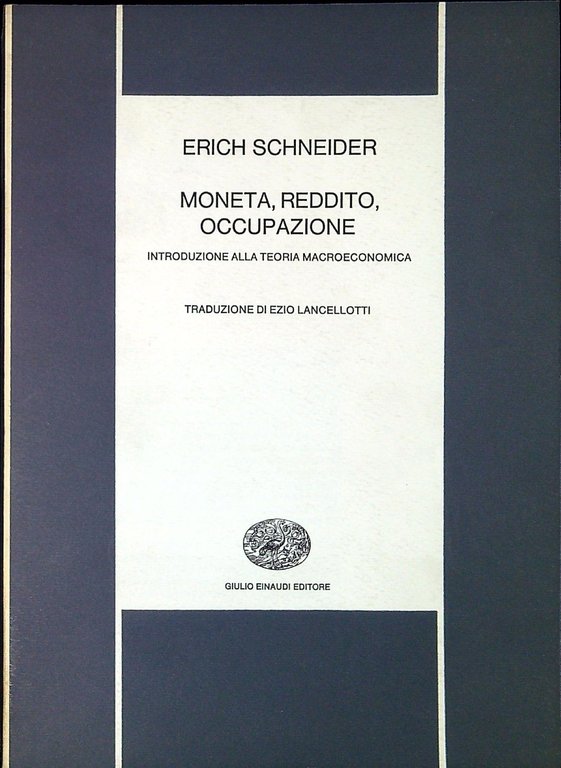 ERICH SCHNEIDER
MONETA, REDDITO,
OCCUPAZIONE
INTRODUZIONE ALLA TEORIA MACROECONOMICA
TRADUZIONE DI EZIO LANCELLOTTI
GIULIO EINAUDI EDITORE